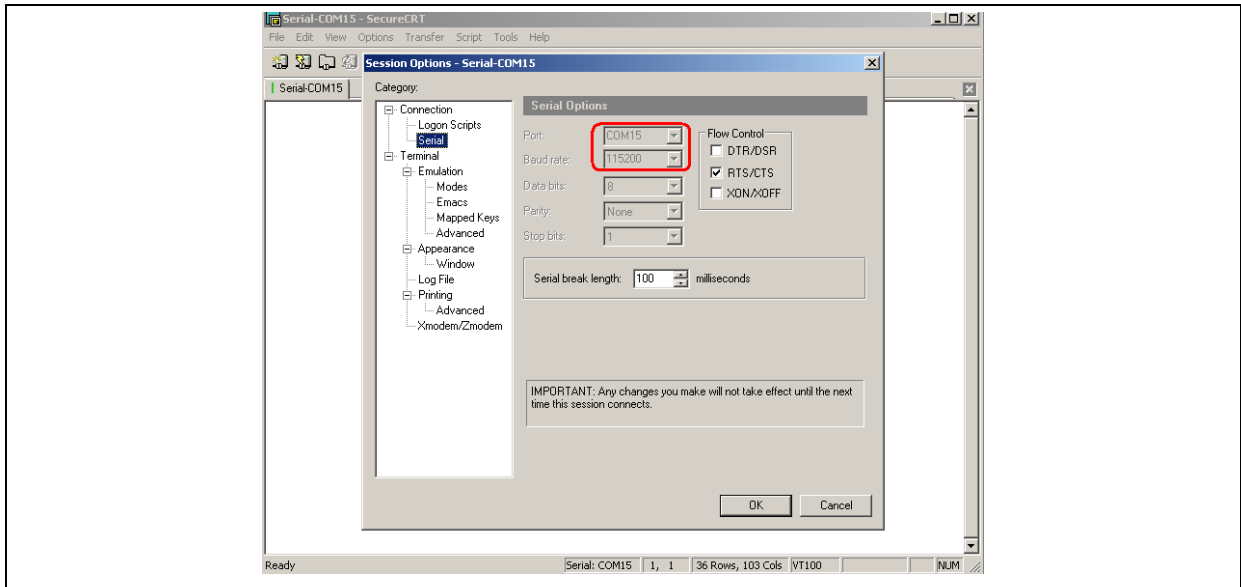 Serial-COM15 - SecureCRT
File Edit View Options Transfer Script Tools Help
Session Options - Serial-COM15
Serial-COM15
Category:
Connection
Logon Scripts
Serial
Terminal
Emulation
Modes
Emacs
Mapped Keys
Advanced
Appearance
Window
Log File
Printing
Advanced
Xmodem/Zmodem
Serial Options
Port: COM15
Baud rate: 115200
Data bits: 8
Parity: None
Stop bits: 1
Flow Control
DTR/DSR
RTS/CTS
XON/XOFF
Serial break length: 100 milliseconds
IMPORTANT: Any changes you make will not take effect until the next
time this session connects.
OK Cancel
Ready Serial: COM15 1, 1 36 Rows, 103 Cols VT100 NUM